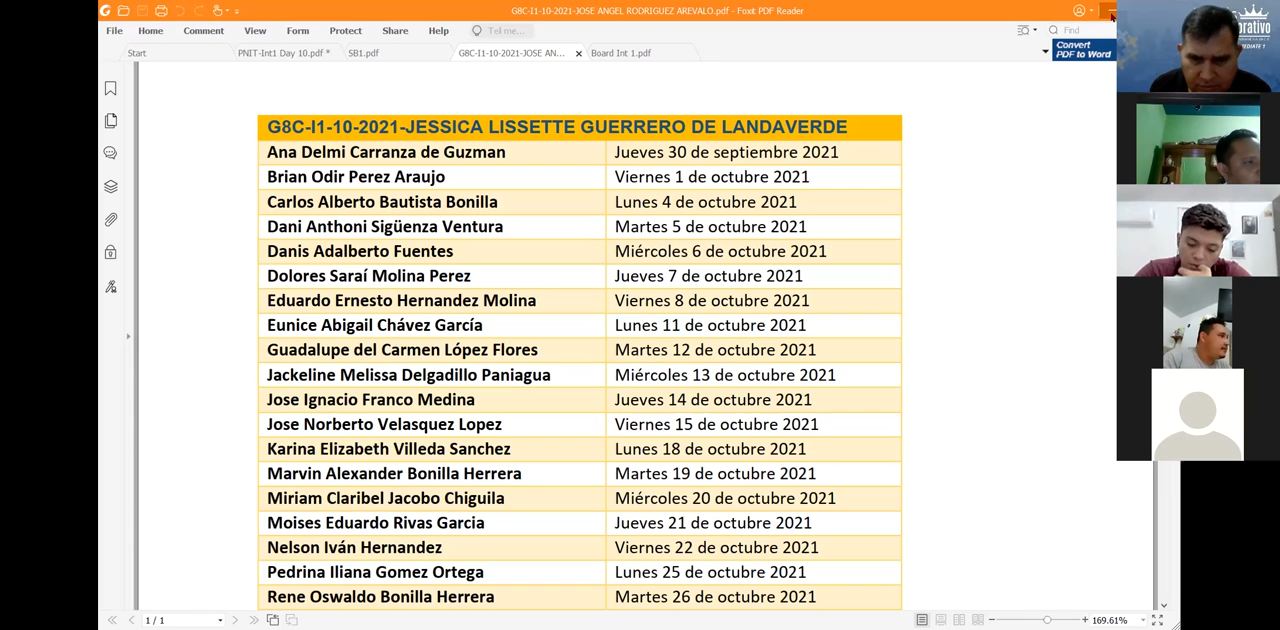 G8C-I1-10-2021-JOSE ANGEL RODRIGUEZ AREVALO.pdf - Foxit PDF Reader
File Home Comment View Form Protect Share Help Tell me... Find
Start PNIT-Int1 Day 10.pdf * SB1.pdf G8C-I1-10-2021-JOSE AN... Board Int 1.pdf
Convert
PDF to Word
G8C-I1-10-2021-JESSICA LISSETTE GUERRERO DE LANDAVERDE
Ana Delmi Carranza de Guzman Jueves 30 de septiembre 2021
Brian Odir Perez Araujo Viernes 1 de octubre 2021
Carlos Alberto Bautista Bonilla Lunes 4 de octubre 2021
Dani Anthoni Sigüenza Ventura Martes 5 de octubre 2021
Danis Adalberto Fuentes Miércoles 6 de octubre 2021
Dolores Saraí Molina Perez Jueves 7 de octubre 2021
Eduardo Ernesto Hernandez Molina Viernes 8 de octubre 2021
Eunice Abigail Chávez García Lunes 11 de octubre 2021
Guadalupe del Carmen López Flores Martes 12 de octubre 2021
Jackeline Melissa Delgadillo Paniagua Miércoles 13 de octubre 2021
Jose Ignacio Franco Medina Jueves 14 de octubre 2021
Jose Norberto Velasquez Lopez Viernes 15 de octubre 2021
Karina Elizabeth Villeda Sanchez Lunes 18 de octubre 2021
Marvin Alexander Bonilla Herrera Martes 19 de octubre 2021
Miriam Claribel Jacobo Chiguila Miércoles 20 de octubre 2021
Moises Eduardo Rivas Garcia Jueves 21 de octubre 2021
Nelson Iván Hernandez Viernes 22 de octubre 2021
Pedrina Iliana Gomez Ortega Lunes 25 de octubre 2021
Rene Oswaldo Bonilla Herrera Martes 26 de octubre 2021
1 / 1 169.61%